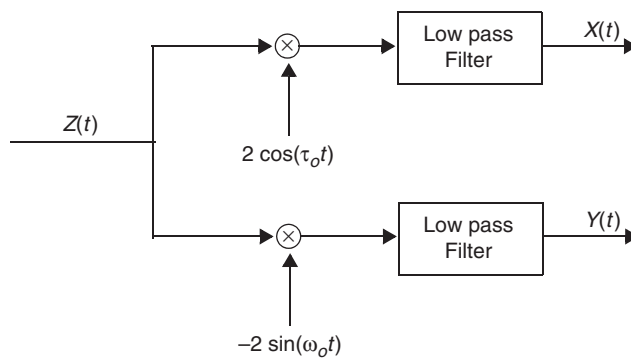 Low pass
Filter
X(t)
Z(t)
2 cos(τₒt)
Low pass
Filter
Y(t)
–2 sin(ωₒt)